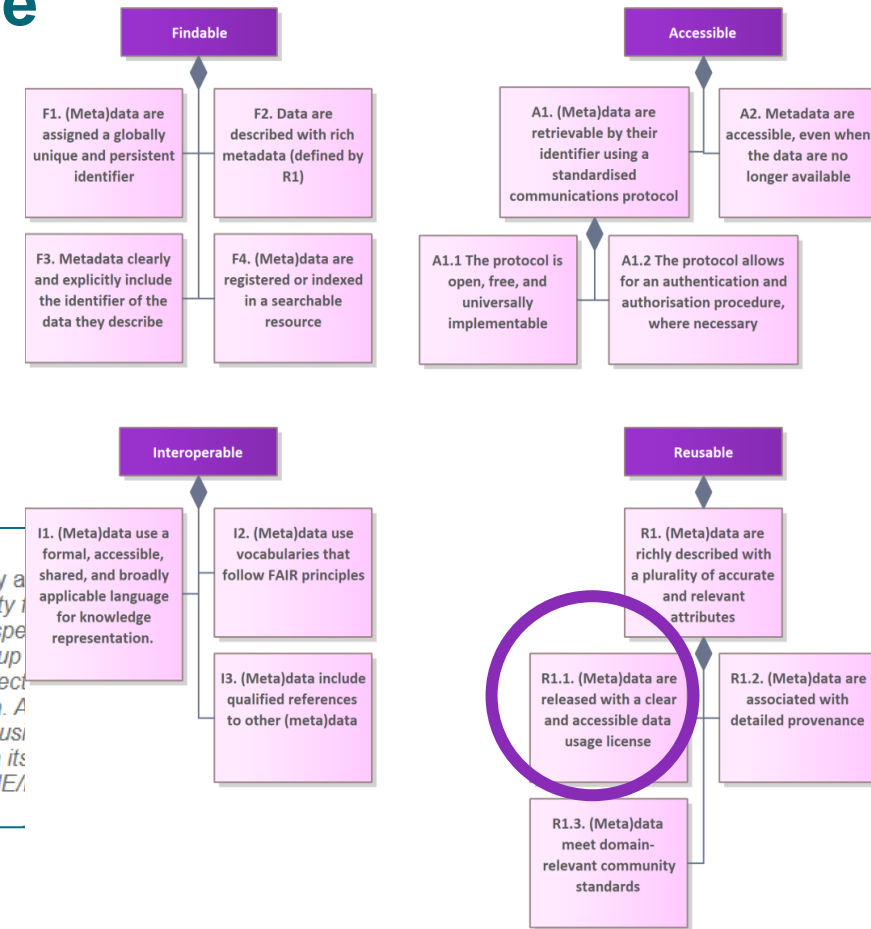 e
Findable
F1. (Meta)data are
assigned a globally
unique and persistent
identifier
F2. Data are
described with rich
metadata (defined by
R1)
F3. Metadata clearly
and explicitly include
the identifier of the
data they describe
F4. (Meta)data are
registered or indexed
in a searchable
resource
Accessible
A1. (Meta)data are
retrievable by their
identifier using a
standardised
communications protocol
A2. Metadata are
accessible, even when
the data are no
longer available
A1.1 The protocol is
open, free, and
universally
implementable
A1.2 The protocol allows
for an authentication and
authorisation procedure,
where necessary
Interoperable
I1. (Meta)data use a
formal, accessible,
shared, and broadly
applicable language
for knowledge
representation.
I2. (Meta)data use
vocabularies that
follow FAIR principles
I3. (Meta)data include
qualified references
to other (meta)data
Reusable
R1. (Meta)data are
richly described with
a plurality of accurate
and relevant
attributes
R1.1. (Meta)data are
released with a clear
and accessible data
usage license
R1.2. (Meta)data are
associated with
detailed provenance
R1.3. (Meta)data
meet domain-
relevant community
standards
y a
ty
spe
up
ect
. A
usi
its
E/